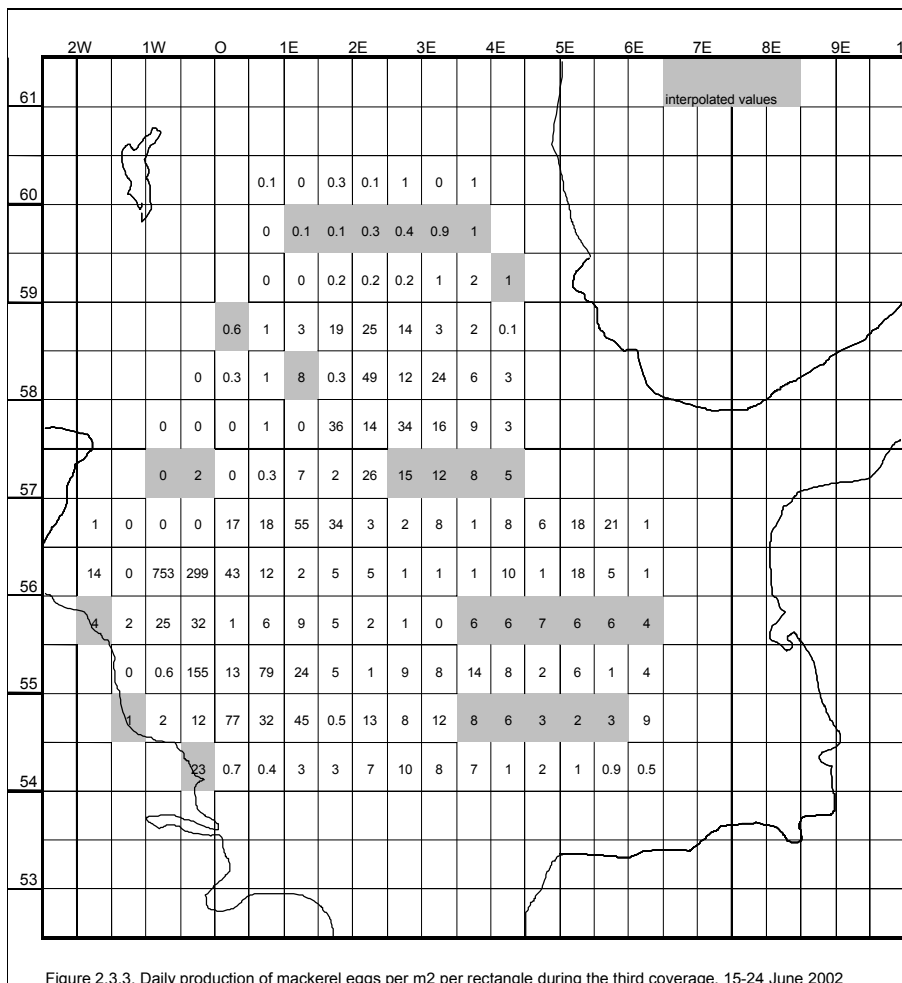 2W 1W O 1E 2E 3E 4E 5E 6E 7E 8E 9E
61 interpolated values
0.1 0 0.3 0.1 1 0 1
60
0 0.1 0.1 0.3 0.4 0.9 1
0 0 0.2 0.2 0.2 1 2 1
59
0.6 1 3 19 25 14 3 2 0.1
0 0.3 1 8 0.3 49 12 24 6 3
58
0 0 0 1 0 36 14 34 16 9 3
0 2 0 0.3 7 2 26 15 12 8 5
57
1 0 0 0 17 18 55 34 3 2 8 1 8 6 18 21 1
14 0 753 299 43 12 2 5 5 1 1 1 10 1 18 5 1
56
4 2 25 32 1 6 9 5 2 1 0 6 6 7 6 6 4
0 0.6 155 13 79 24 5 1 9 8 14 8 2 6 1 4
55
1 2 12 77 32 45 0.5 13 8 12 8 6 3 2 3 9
23 0.7 0.4 3 3 7 10 8 7 1 2 1 0.9 0.5
54
53
Figure 2.3.3. Daily production of mackerel eggs per m2 per rectangle during the third coverage, 15-24 June 2002